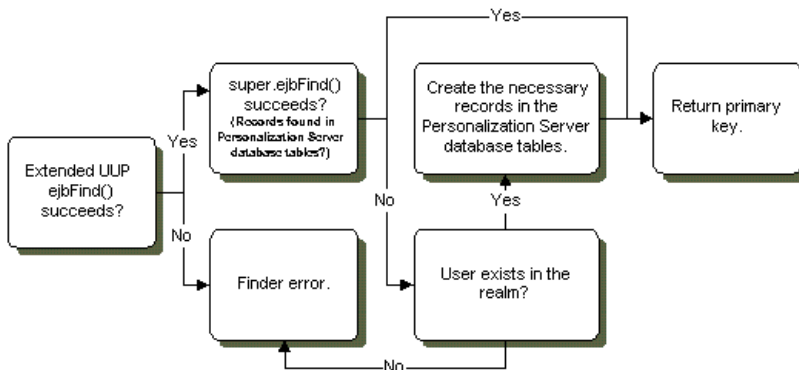 Extended UUP
ejbFind()
succeeds?
Yes
No
super.ejbFind()
succeeds?
(Records found in
Personalization Server
database tables?)
Finder error.
Yes
No
Create the necessary
records in the
Personalization Server
database tables.
Yes
User exists in the
realm?
No
Return primary
key.